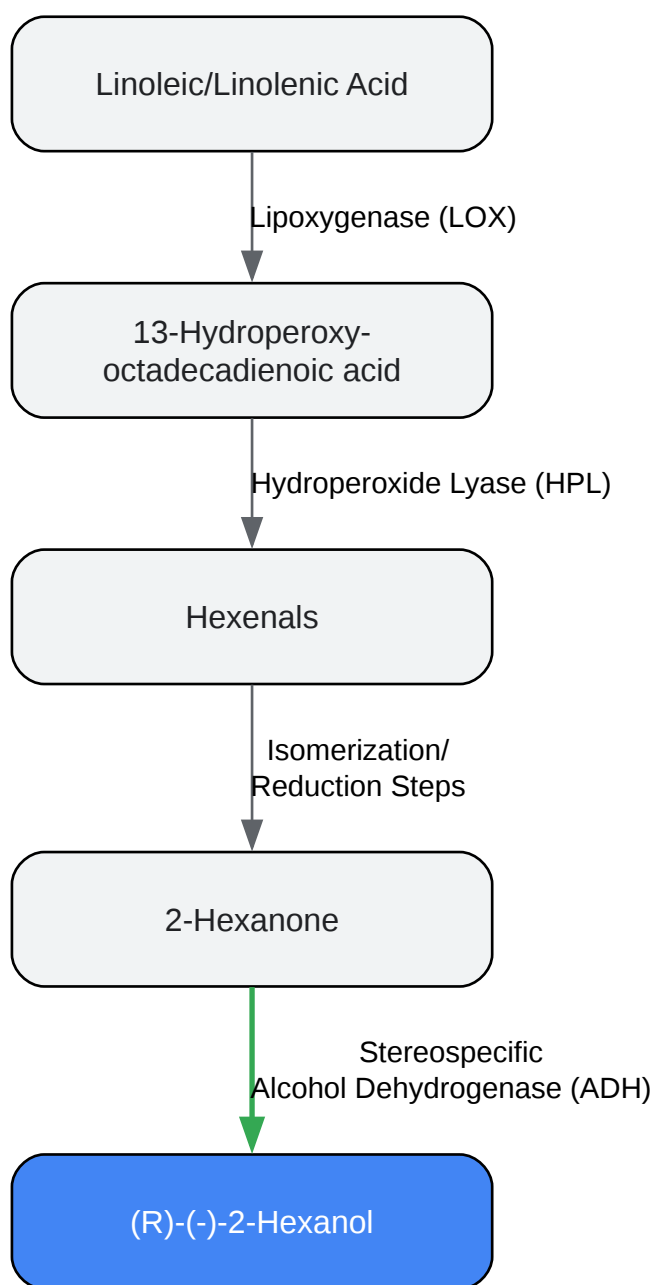 Linoleic/Linolenic Acid
Lipoxygenase (LOX)
13-Hydroperoxy-
octadecadienoic acid
Hydroperoxide Lyase (HPL)
Hexenals
Isomerization/
Reduction Steps
2-Hexanone
Stereospecific
Alcohol Dehydrogenase (ADH)
(R)-(-)-2-Hexanol